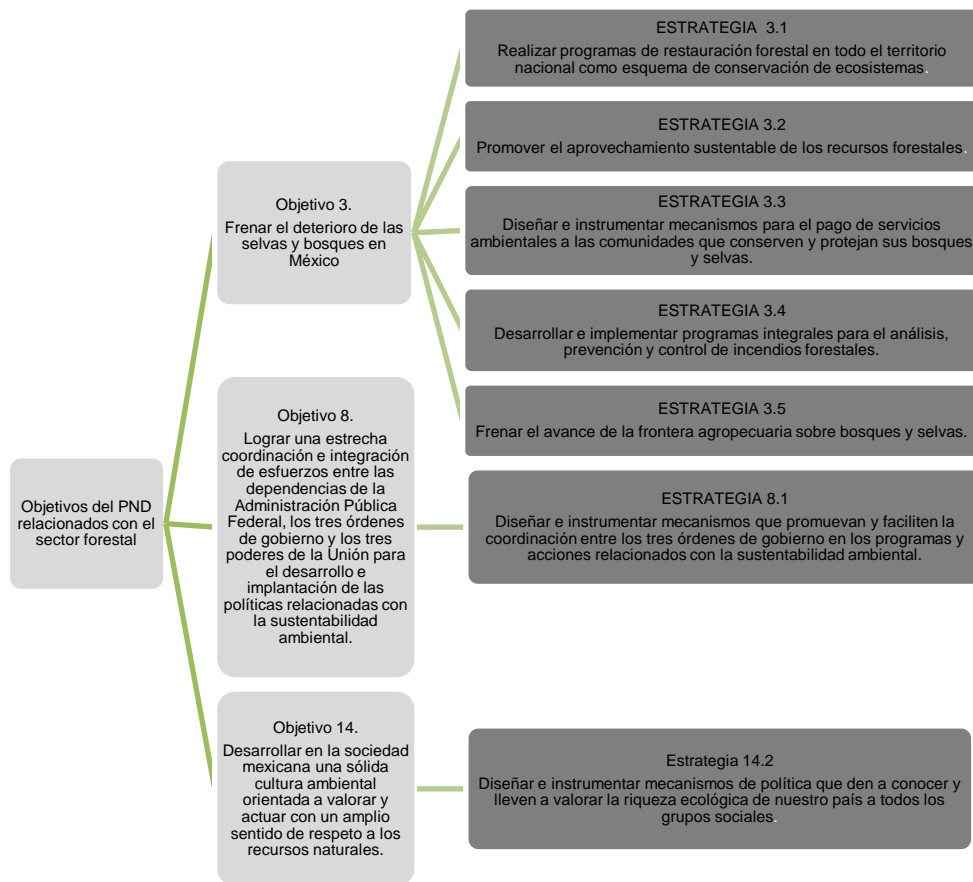 Objetivos del PND
relacionados con el
sector forestal
Objetivo 3.
Frenar el deterioro de las
selvas y bosques en
México
ESTRATEGIA 3.1
Realizar programas de restauración forestal en todo el territorio
nacional como esquema de conservación de ecosistemas.
ESTRATEGIA 3.2
Promover el aprovechamiento sustentable de los recursos forestales.
ESTRATEGIA 3.3
Diseñar e instrumentar mecanismos para el pago de servicios
ambientales a las comunidades que conserven y protejan sus bosques
y selvas.
ESTRATEGIA 3.4
Desarrollar e implementar programas integrales para el análisis,
prevención y control de incendios forestales.
ESTRATEGIA 3.5
Frenar el avance de la frontera agropecuaria sobre bosques y selvas.
Objetivo 8.
Lograr una estrecha
coordinación e integración
de esfuerzos entre las
dependencias de la
Administración Pública
Federal, los tres órdenes
de gobierno y los tres
poderes de la Unión para
el desarrollo e
implantación de las
políticas relacionadas con
la sustentabilidad
ambiental.
ESTRATEGIA 8.1
Diseñar e instrumentar mecanismos que promuevan y faciliten la
coordinación entre los tres órdenes de gobierno en los programas y
acciones relacionados con la sustentabilidad ambiental.
Objetivo 14.
Desarrollar en la sociedad
mexicana una sólida
cultura ambiental
orientada a valorar y
actuar con un amplio
sentido de respeto a los
recursos naturales.
Estrategia 14.2
Diseñar e instrumentar mecanismos de política que den a conocer y
lleven a valorar la riqueza ecológica de nuestro país a todos los
grupos sociales.